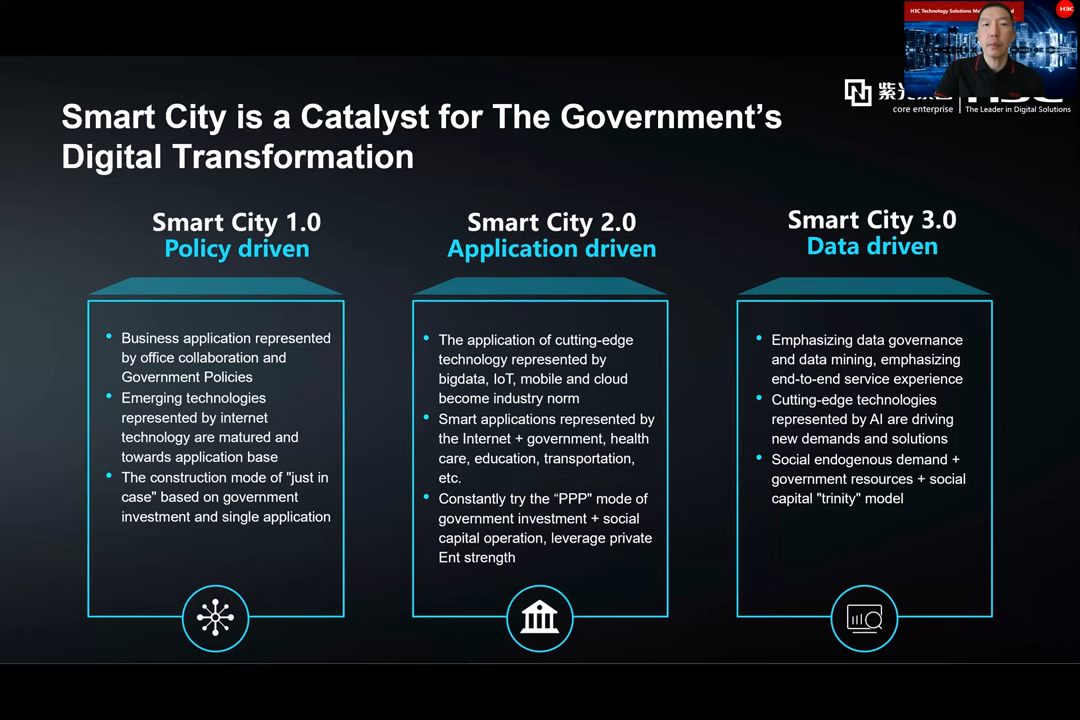 H3C Technology Solutions
H3C
紫光
core enterprise
The Leader in Digital Solutions
Smart City is a Catalyst for The Government’s
Digital Transformation
Smart City 1.0
Policy driven
• Business application represented
by office collaboration and
Government Policies
• Emerging technologies
represented by internet
technology are matured and
towards application base
• The construction mode of "just in
case" based on government
investment and single application
Smart City 2.0
Application driven
• The application of cutting-edge
technology represented by
bigdata, IoT, mobile and cloud
become industry norm
• Smart applications represented by
the Internet + government, health
care, education, transportation,
etc.
• Constantly try the “PPP" mode of
government investment + social
capital operation, leverage private
Ent strength
Smart City 3.0
Data driven
• Emphasizing data governance
and data mining, emphasizing
end-to-end service experience
• Cutting-edge technologies
represented by AI are driving
new demands and solutions
• Social endogenous demand +
government resources + social
capital "trinity" model